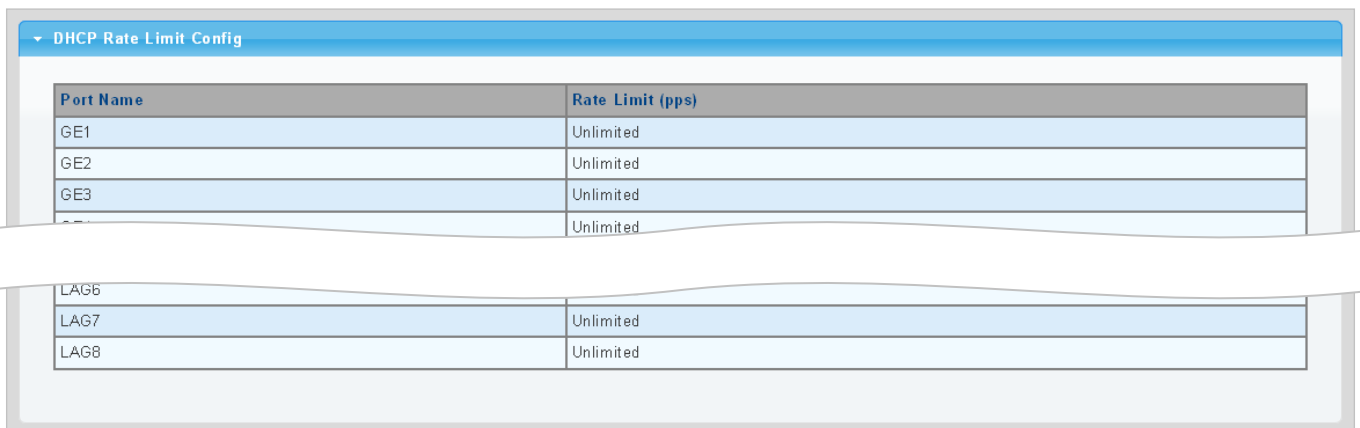 DHCP Rate Limit Config
Port Name Rate Limit (pps)
GE1 Unlimited
GE2 Unlimited
GE3 Unlimited
Unlimited
LAG6
LAG7 Unlimited
LAG8 Unlimited